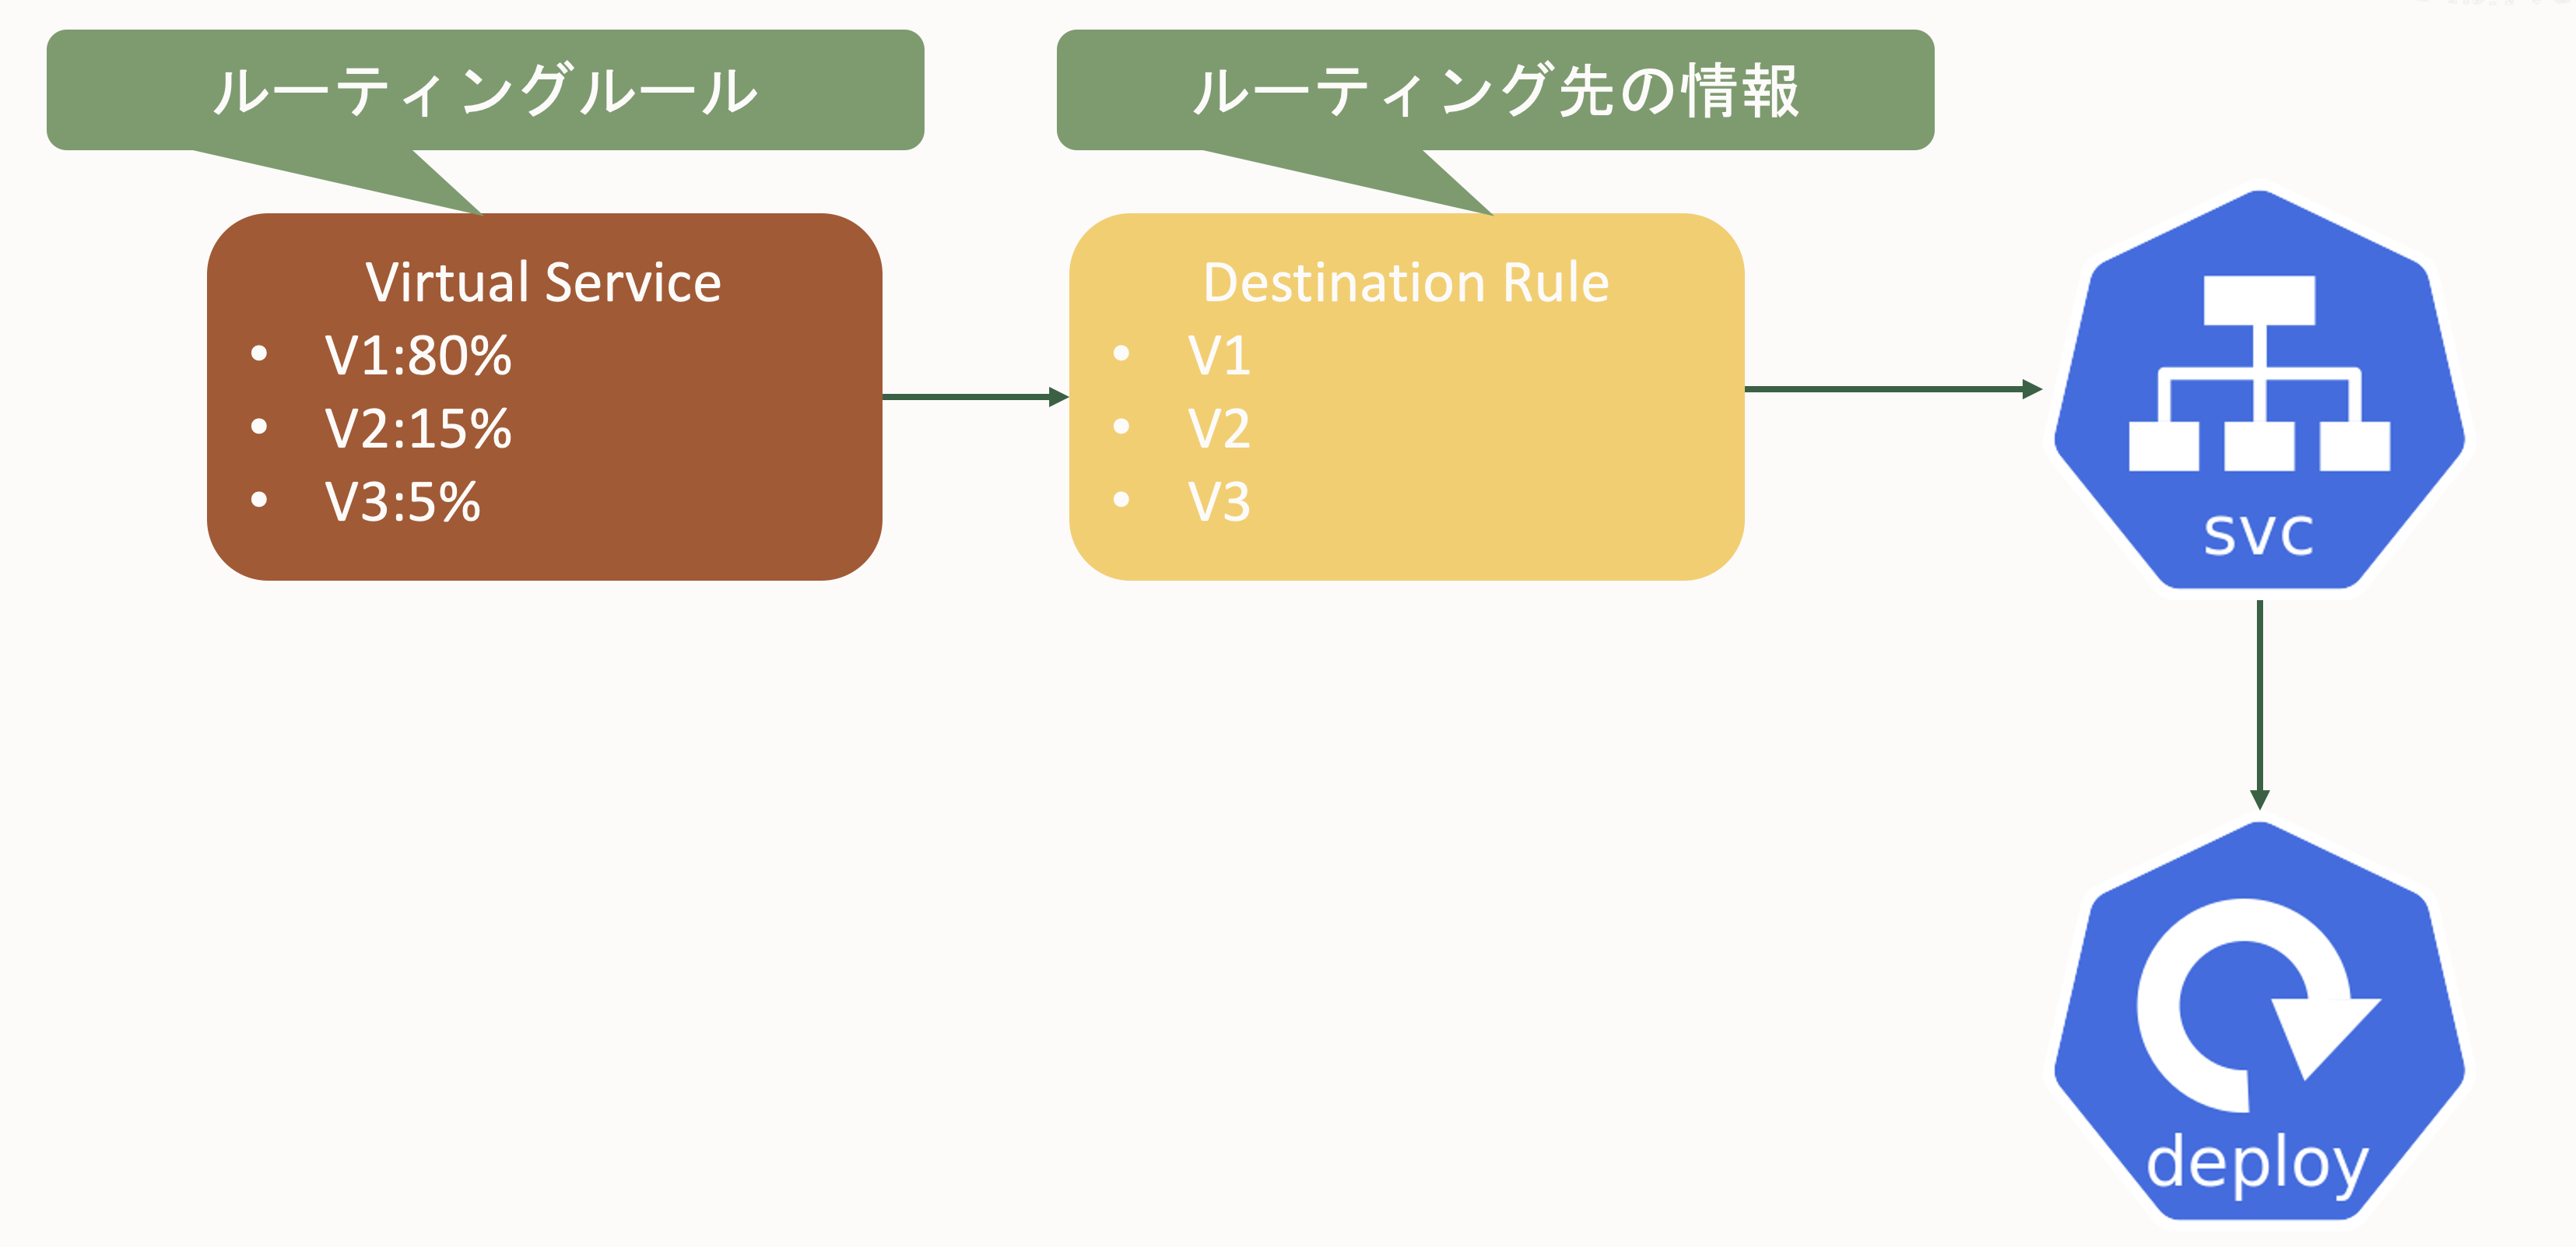 ルーティングルール
ルーティング先の情報
Virtual Service
• V1:80%
• V2:15%
• V3:5%
Destination Rule
• V1
• V2
• V3
svc
deploy